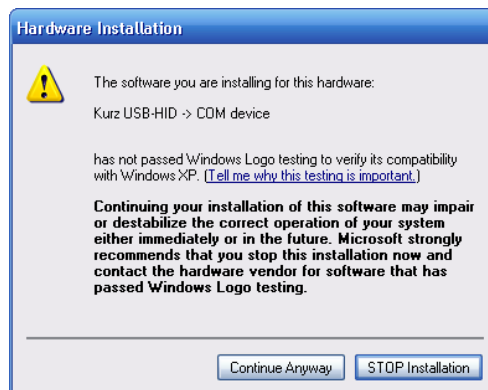 Hardware Installation
The software you are installing for this hardware:
Kurz USB-HID -> COM device
has not passed Windows Logo testing to verify its compatibility
with Windows XP. (Tell me why this testing is important.)
Continuing your installation of this software may impair
or destabilize the correct operation of your system
either immediately or in the future. Microsoft strongly
recommends that you stop this installation now and
contact the hardware vendor for software that has
passed Windows Logo testing.
Continue Anyway STOP Installation